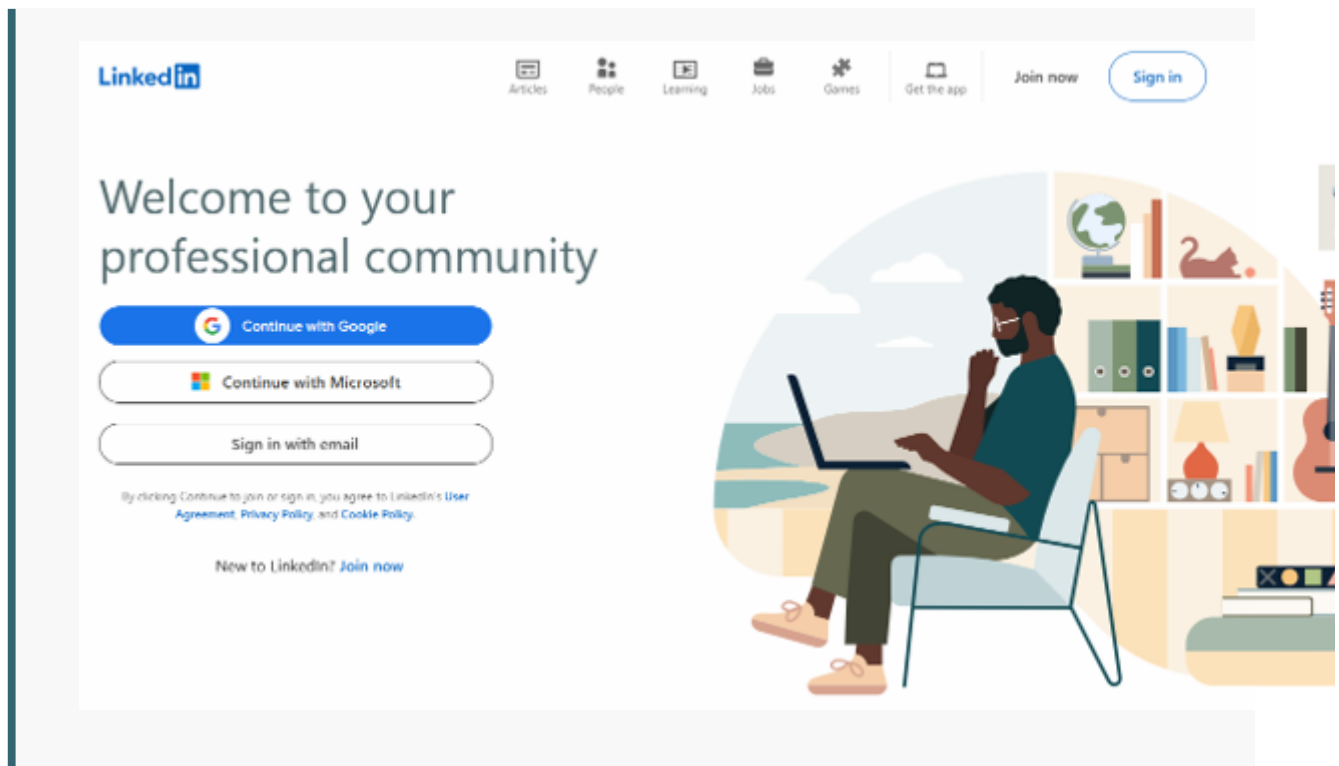 Linked in
Articles People Learning Jobs Games Get the app Join now Sign in
Welcome to your
professional community
Continue with Google
Continue with Microsoft
Sign in with email
By clicking Continue to join or sign in, you agree to LinkedIn's User
Agreement, Privacy Policy, and Cookie Policy.
New to LinkedIn? Join now